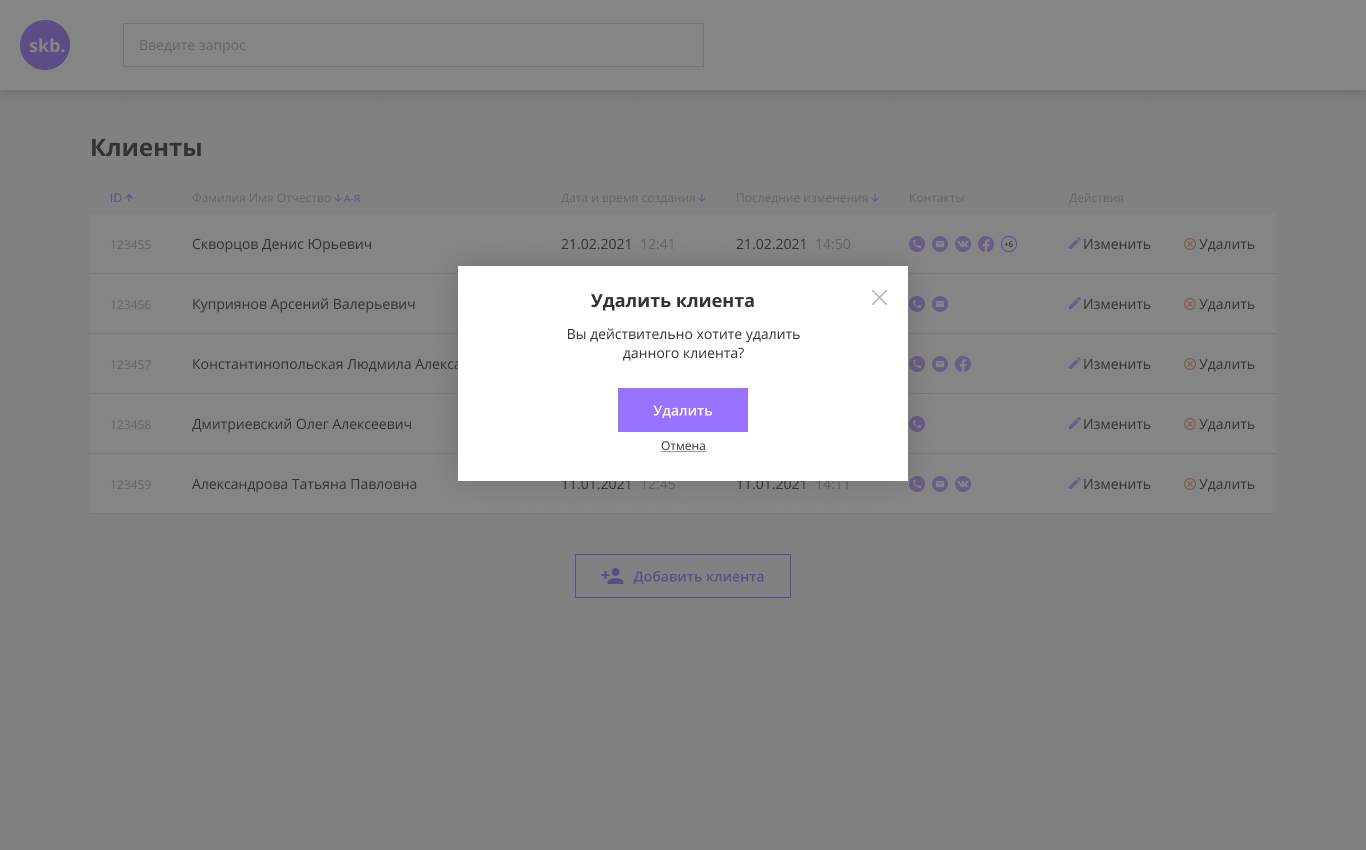 skb.
Введите запрос
Клиенты
ID Фамилия Имя Отчество А-Я Дата и время создания Последние изменения Контакты Действия
123455 Скворцов Денис Юрьевич 21.02.2021 12:41 21.02.2021 14:50 +6 Изменить Удалить
123456 Куприянов Арсений Валерьевич Изменить Удалить
123457 Константинопольская Людмила Алекса Изменить Удалить
123458 Дмитриевский Олег Алексеевич Изменить Удалить
123459 Александрова Татьяна Павловна 11.01.2021 12:45 11.01.2021 14:11 Изменить Удалить
Удалить клиента
Вы действительно хотите удалить
данного клиента?
Удалить
Отмена
Добавить клиента